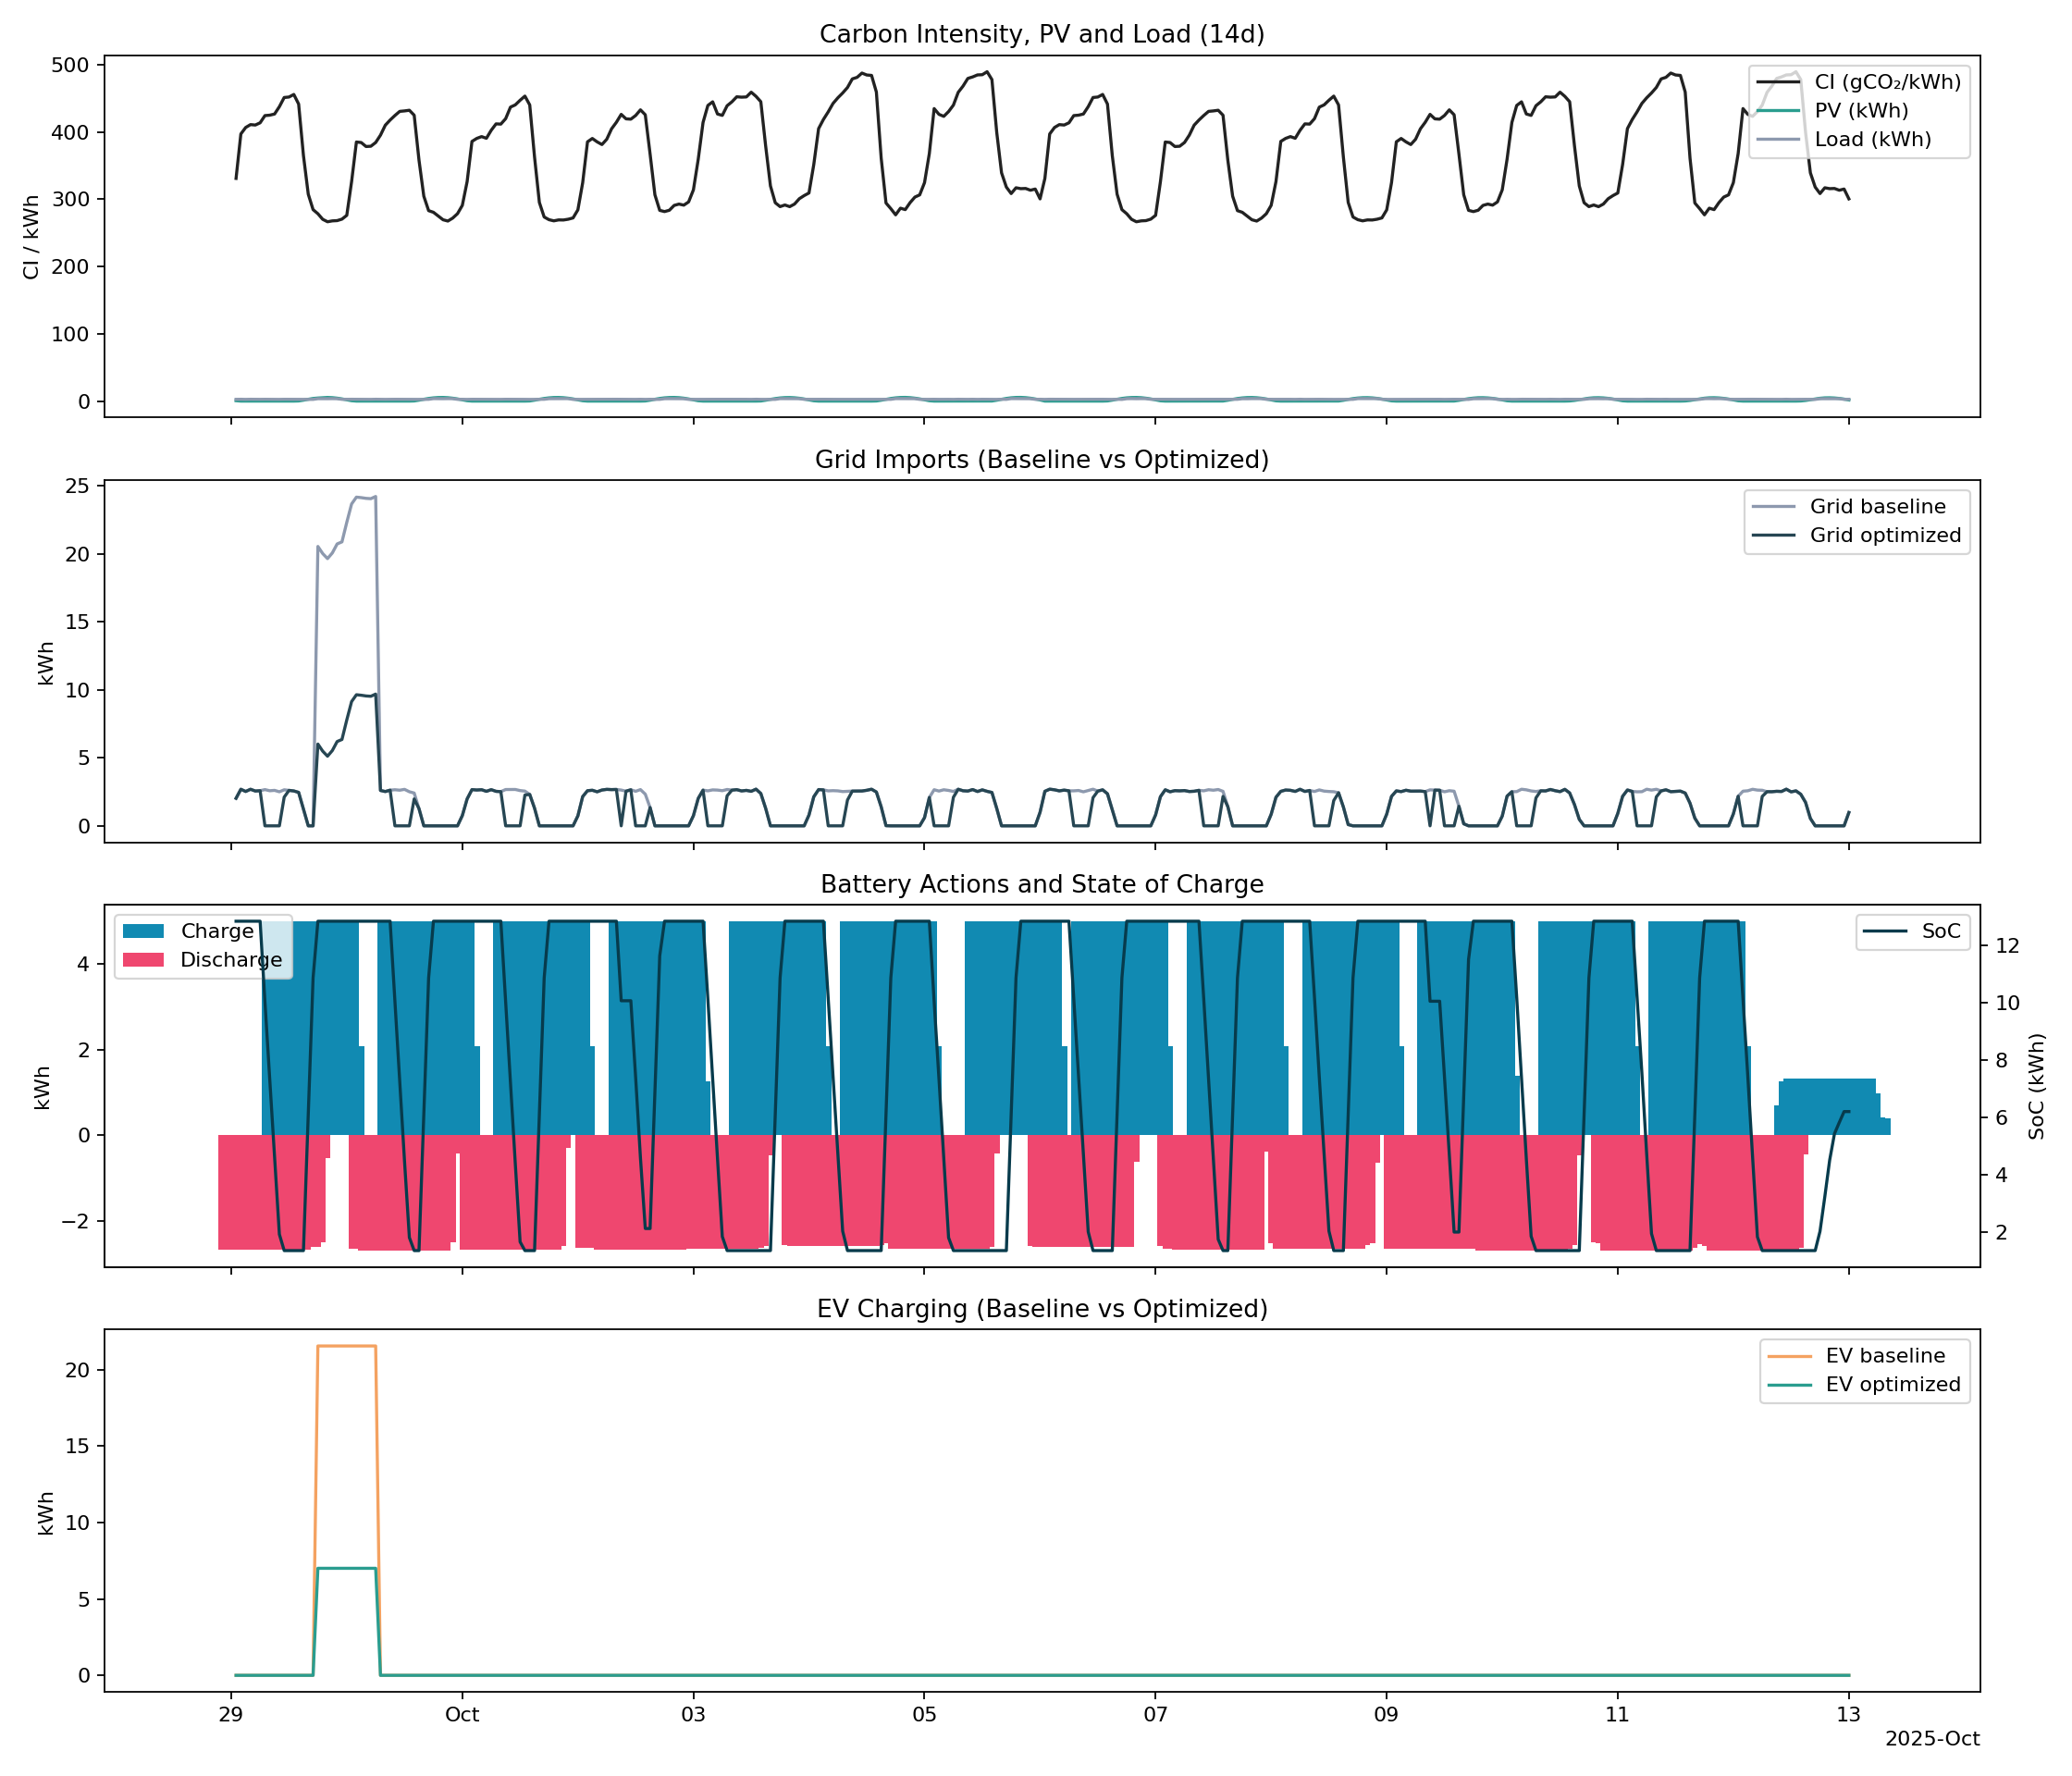 Carbon Intensity, PV and Load (14d)
500
400
300
200
100
0
CI / kWh
CI (gCO₂/kWh)
PV (kWh)
Load (kWh)
Grid Imports (Baseline vs Optimized)
25
20
15
10
5
0
kWh
Grid baseline
Grid optimized
Battery Actions and State of Charge
4
2
0
−2
kWh
Charge
Discharge
SoC
12
10
8
6
4
2
SoC (kWh)
EV Charging (Baseline vs Optimized)
20
15
10
5
0
kWh
EV baseline
EV optimized
29 Oct 03 05 07 09 11 13
2025-Oct